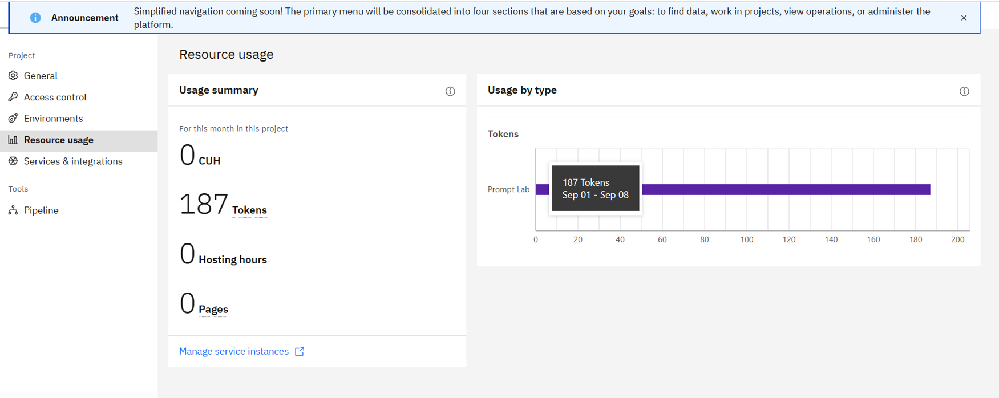 Announcement
Simplified navigation coming soon! The primary menu will be consolidated into four sections that are based on your goals: to find data, work in projects, view operations, or administer the
platform.
Project
General
Access control
Environments
Resource usage
Services & integrations
Tools
Pipeline
Resource usage
Usage summary
For this month in this project
0 CUH
187 Tokens
0 Hosting hours
0 Pages
Manage service instances
Usage by type
Tokens
Prompt Lab
187 Tokens
Sep 01 - Sep 08
0 20 40 60 80 100 120 140 160 180 200